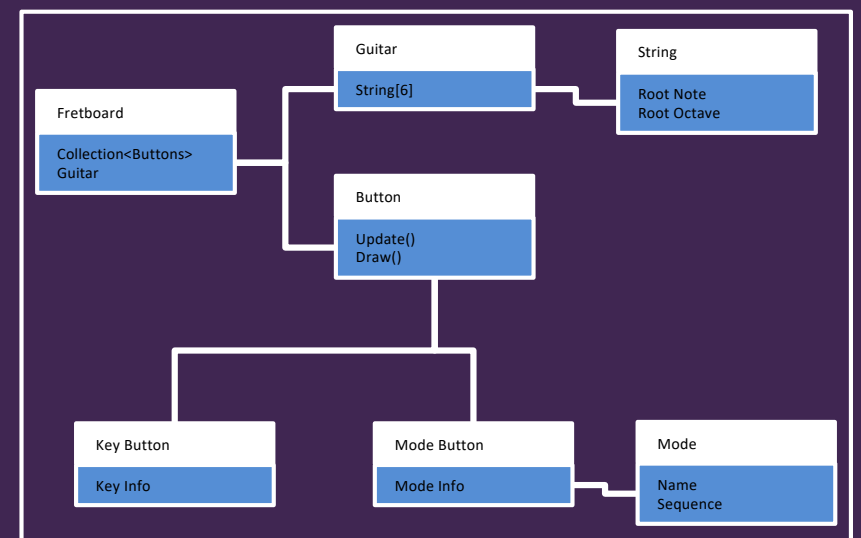 Guitar
String[6]
String
Root Note
Root Octave
Fretboard
Collection<Buttons>
Guitar
Button
Update()
Draw()
Key Button
Key Info
Mode Button
Mode Info
Mode
Name
Sequence